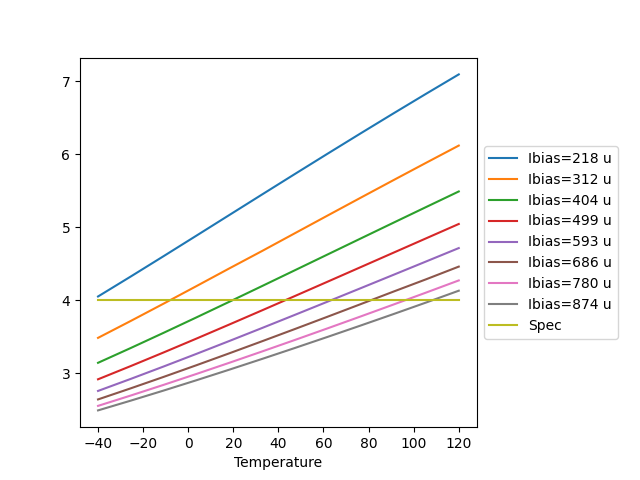 7
6
5
4
3
−40 −20 0 20 40 60 80 100 120
Temperature
Ibias=218 u
Ibias=312 u
Ibias=404 u
Ibias=499 u
Ibias=593 u
Ibias=686 u
Ibias=780 u
Ibias=874 u
Spec